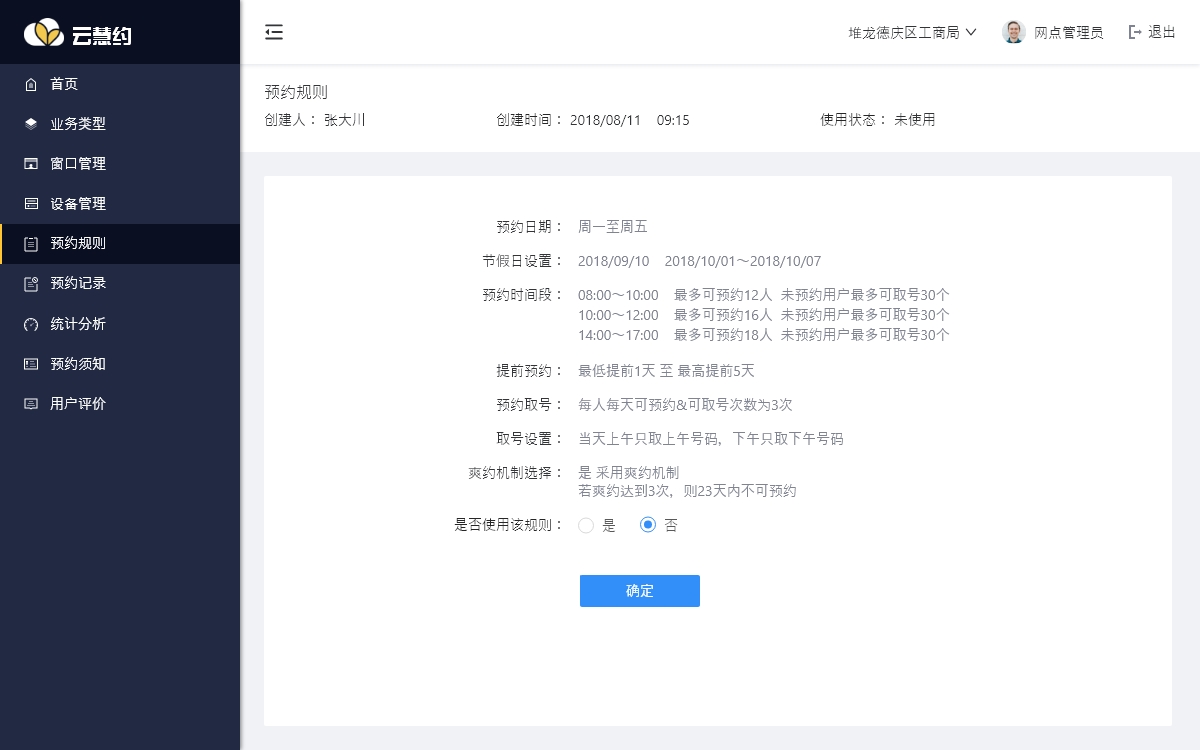 云慧约
堆龙德庆区工商局
网点管理员
退出
首页
业务类型
窗口管理
设备管理
预约规则
预约记录
统计分析
预约须知
用户评价
预约规则
创建人： 张大川
创建时间： 2018/08/11 09:15
使用状态： 未使用
预约日期： 周一至周五
节假日设置： 2018/09/10 2018/10/01～2018/10/07
预约时间段： 08:00～10:00 最多可预约12人 未预约用户最多可取号30个
10:00～12:00 最多可预约16人 未预约用户最多可取号30个
14:00～17:00 最多可预约18人 未预约用户最多可取号30个
提前预约： 最低提前1天 至 最高提前5天
预约取号： 每人每天可预约&可取号次数为3次
取号设置： 当天上午只取上午号码，下午只取下午号码
爽约机制选择： 是 采用爽约机制
若爽约达到3次，则23天内不可预约
是否使用该规则： 是 否
确定